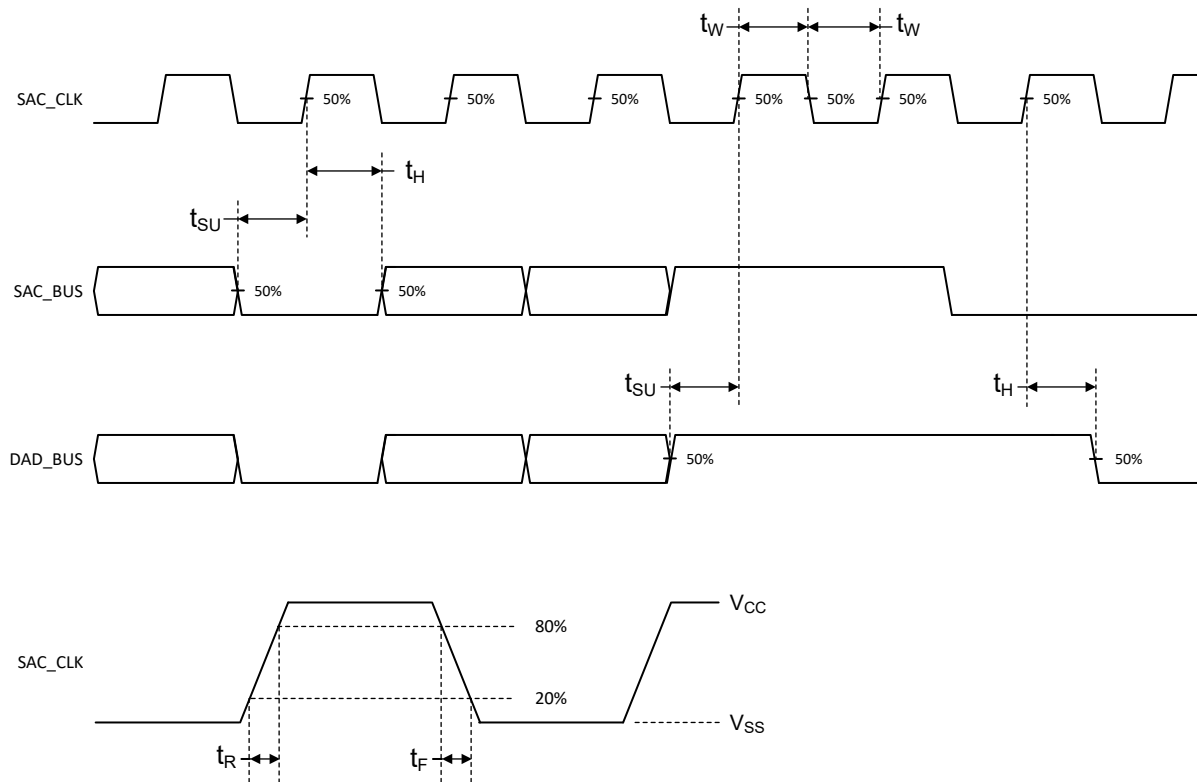 tW tW
SAC_CLK 50% 50% 50% 50% 50% 50% 50%
tH
tSU
SAC_BUS 50% 50%
tSU tH
DAD_BUS 50% 50%
VCC
80%
SAC_CLK
20%
VSS
tR tF